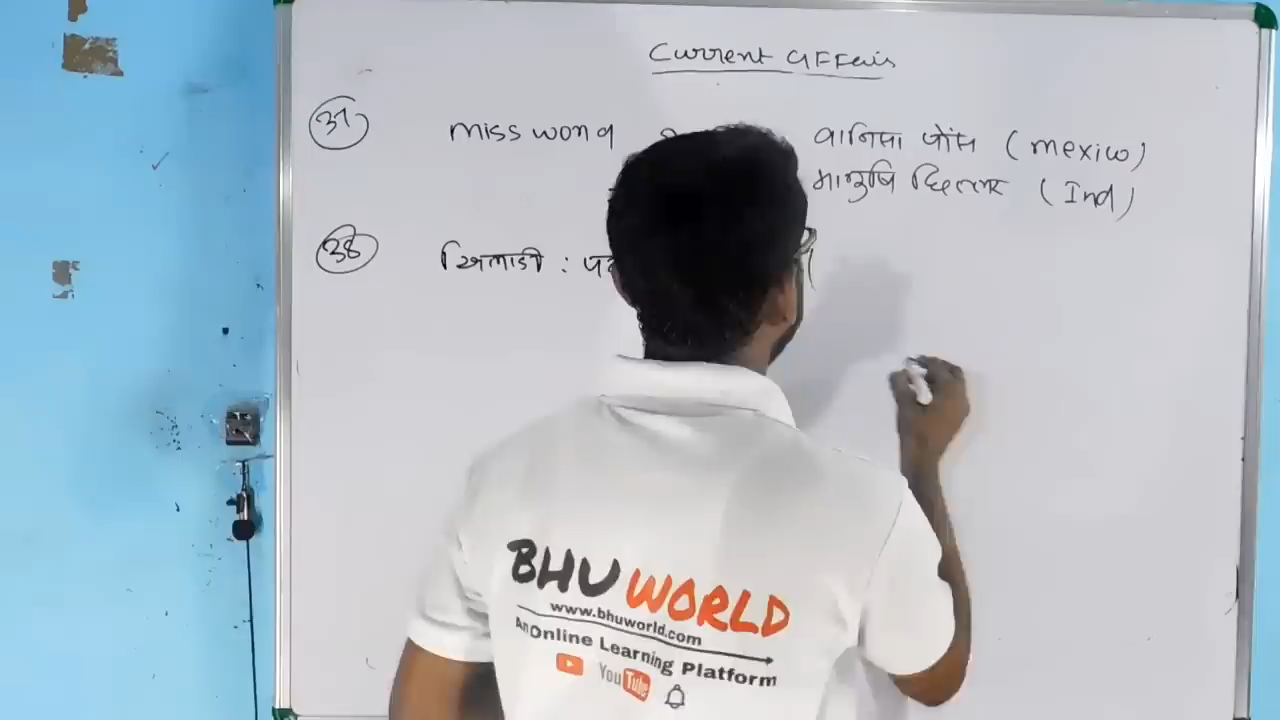 Current Affairs
37 miss world वानिसा पोंस (mexico)
मानुषि छिल्लर (Ind)
38 खिलाडी :
BHU WORLD
www.bhuworld.com
An Online Learning Platform
YouTube